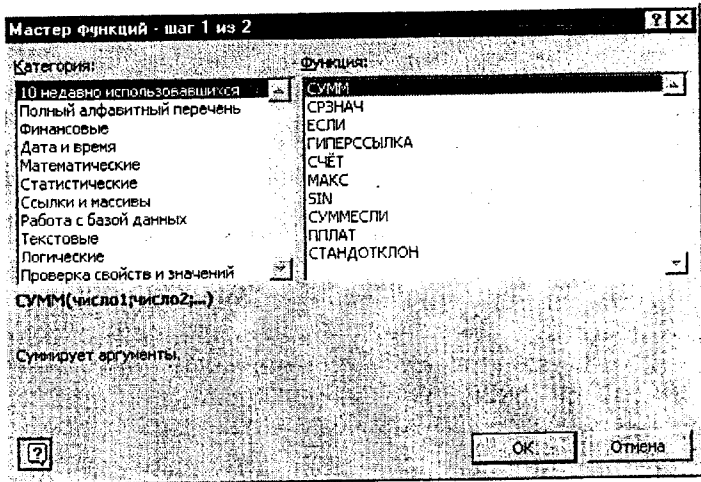 Мастер функций - шаг 1 из 2
Категория:
10 недавно использовавшихся
Полный алфавитный перечень
Финансовые
Дата и время
Математические
Статистические
Ссылки и массивы
Работа с базой данных
Текстовые
Логические
Проверка свойств и значений
Функция:
СУММ
СРЗНАЧ
ЕСЛИ
ГИПЕРССЫЛКА
СЧЁТ
МАКС
SIN
СУММЕСЛИ
ППЛАТ
СТАНДОТКЛОН
СУММ(число1;число2;...)
Суммирует аргументы.
ОК
Отмена